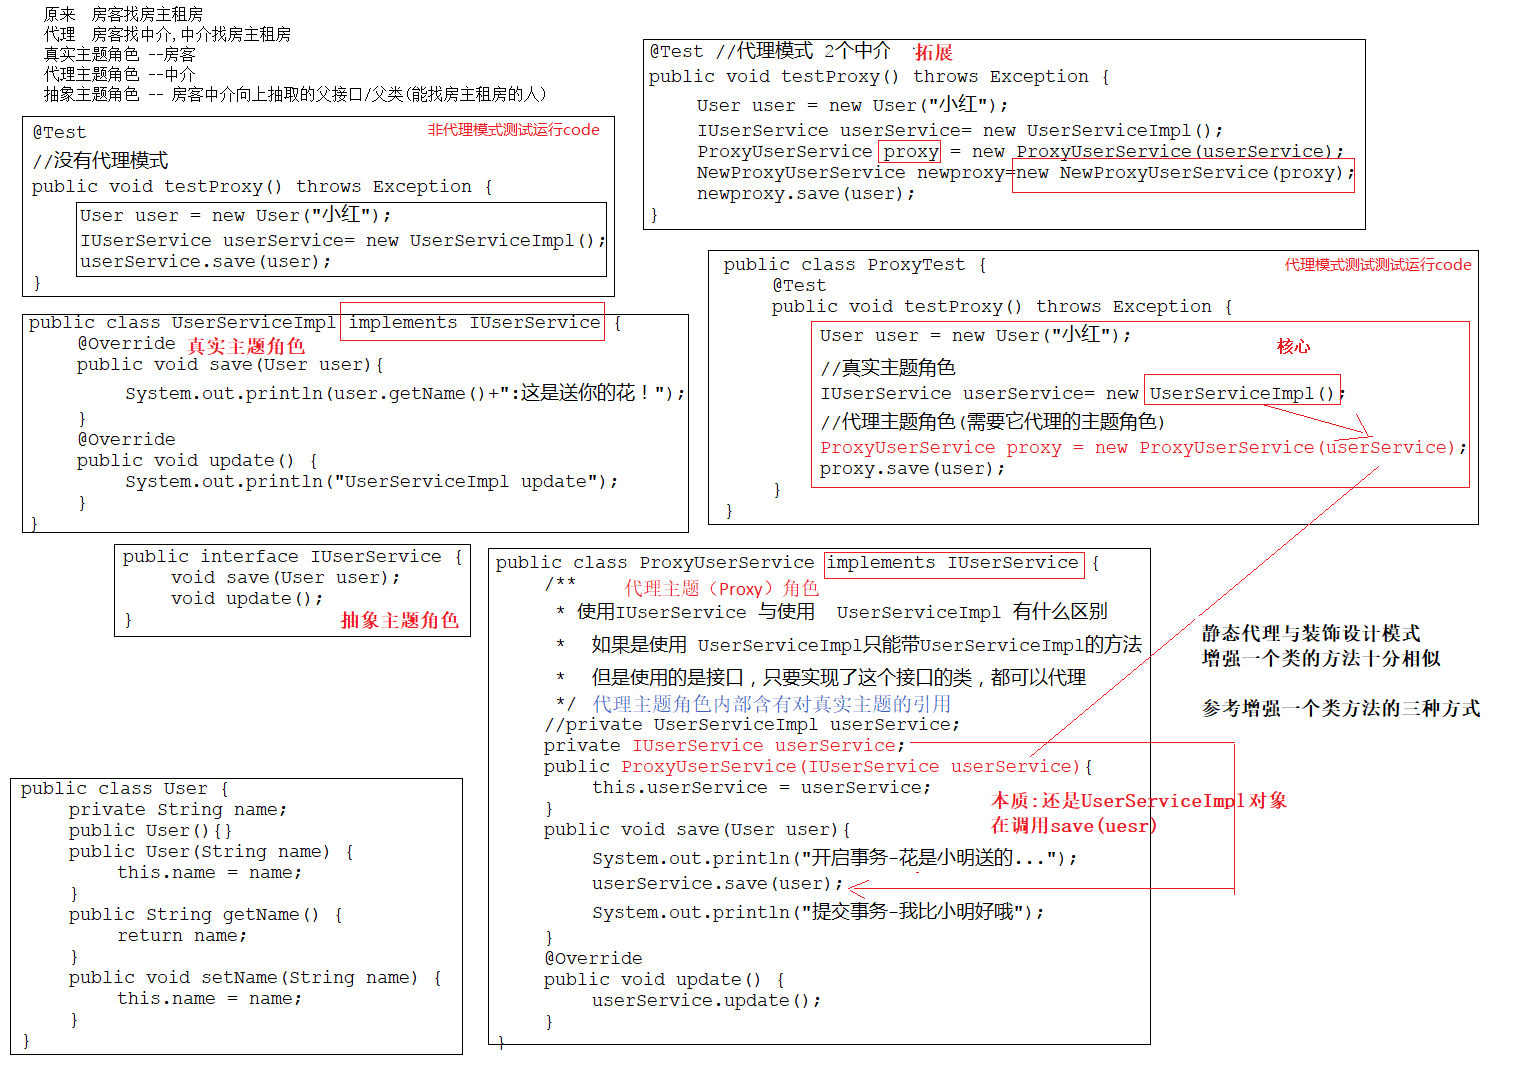 原来  房客找房主租房
代理  房客找中介,中介找房主租房
真实主题角色 --房客
代理主题角色 --中介
抽象主题角色 -- 房客中介向上抽取的父接口/父类(能找房主租房的人)
@Test
非代理模式测试运行code
//没有代理模式
public void testProxy() throws Exception {
User user = new User("小红");
IUserService userService= new UserServiceImpl();
userService.save(user);
}
@Test //代理模式 2个中介
拓展
public void testProxy() throws Exception {
User user = new User("小红");
IUserService userService= new UserServiceImpl();
ProxyUserService proxy = new ProxyUserService(userService);
NewProxyUserService newproxy=new NewProxyUserService(proxy);
newproxy.save(user);
}
public class UserServiceImpl implements IUserService {
@Override
真实主题角色
public void save(User user){
System.out.println(user.getName()+":这是送你的花！");
}
@Override
public void update() {
System.out.println("UserServiceImpl update");
}
}
public class ProxyTest {
代理模式测试测试运行code
@Test
public void testProxy() throws Exception {
User user = new User("小红");
核心
//真实主题角色
IUserService userService= new UserServiceImpl();
//代理主题角色(需要它代理的主题角色)
ProxyUserService proxy = new ProxyUserService(userService);
proxy.save(user);
}
}
public interface IUserService {
void save(User user);
void update();
}
抽象主题角色
public class ProxyUserService implements IUserService {
/**
代理主题（Proxy）角色
* 使用IUserService 与使用  UserServiceImpl 有什么区别
*  如果是使用 UserServiceImpl只能带UserServiceImpl的方法
*  但是使用的是接口，只要实现了这个接口的类，都可以代理
*/ 代理主题角色内部含有对真实主题的引用
//private UserServiceImpl userService;
private IUserService userService;
public ProxyUserService(IUserService userService){
this.userService = userService;
}
public void save(User user){
System.out.println("开启事务-花是小明送的...");
userService.save(user);
System.out.println("提交事务-我比小明好哦");
}
@Override
public void update() {
userService.update();
}
}
静态代理与装饰设计模式
增强一个类的方法十分相似
参考增强一个类方法的三种方式
本质:还是UserServiceImpl对象
在调用save(uesr)
public class User {
private String name;
public User(){}
public User(String name) {
this.name = name;
}
public String getName() {
return name;
}
public void setName(String name) {
this.name = name;
}
}